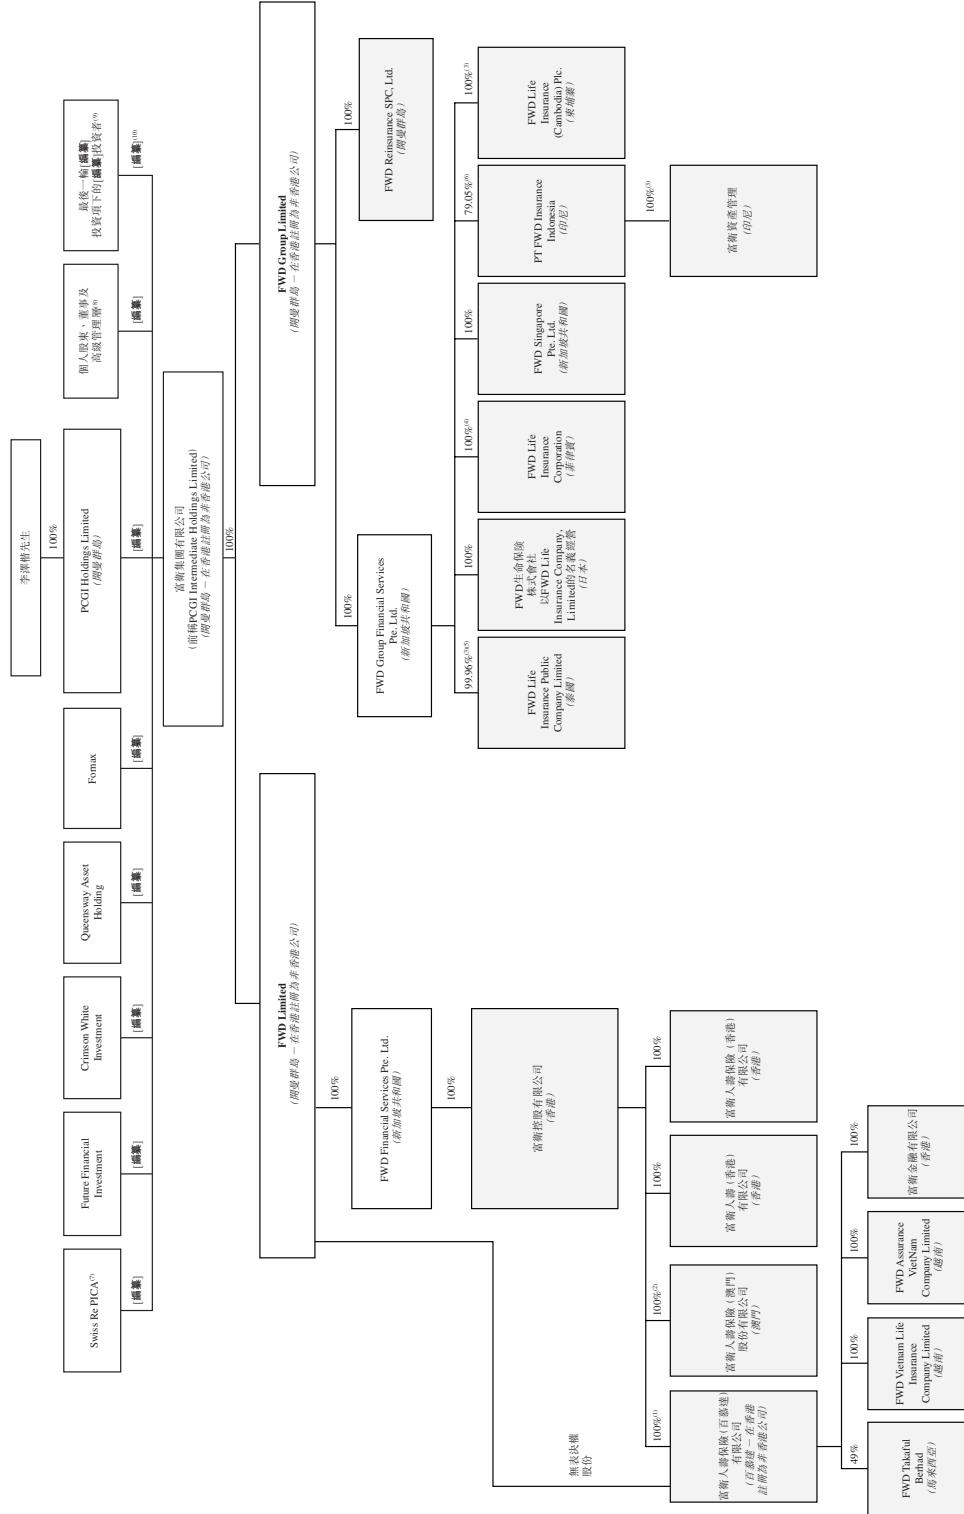 李澤楷先生
100%
Swiss Re PICA(7)
Future Financial
Investment
Crimson White
Investment
Queensway Asset
Holding
Fornax
PCGI Holdings Limited
(開曼群島)
個人股東、董事及
高級管理層(8)
最後一輪[編纂]
投資項下的[編纂]投資者(9)
[編纂]
[編纂]
[編纂]
[編纂]
[編纂]
[編纂]
[編纂]
[編纂](10)
富衛集團有限公司
(前稱PCGI Intermediate Holdings Limited)
(開曼群島 – 在香港註冊為非香港公司)
100%
FWD Limited
(開曼群島 – 在香港註冊為非香港公司)
FWD Group Limited
(開曼群島 – 在香港註冊為非香港公司)
100%
100%
100%
FWD Financial Services Pte. Ltd.
(新加坡共和國)
FWD Group Financial Services
Pte. Ltd.
(新加坡共和國)
FWD Reinsurance SPC, Ltd.
(開曼群島)
100%
99.96%(3)(5)
100%
100%(4)
100%
79.05%(6)
100%(3)
富衛控股有限公司
(香港)
FWD Life
Insurance Public
Company Limited
(泰國)
FWD生命保險
株式會社
以FWD Life
Insurance Company,
Limited的名義經營
(日本)
FWD Life
Insurance
Corporation
(菲律賓)
FWD Singapore
Pte. Ltd.
(新加坡共和國)
PT FWD Insurance
Indonesia
(印尼)
FWD Life
Insurance
(Cambodia) Plc.
(柬埔寨)
無表決權
股份
100%(1)
100%(2)
100%
100%
100%(3)
富衛人壽保險(百慕達)
有限公司
(百慕達 – 在香港
註冊為非香港公司)
富衛人壽保險(澳門)
股份有限公司
(澳門)
富衛人壽(香港)
有限公司
(香港)
富衛人壽保險(香港)
有限公司
(香港)
富衛資產管理
(印尼)
49%
100%
100%
100%
FWD Takaful
Berhad
(馬來西亞)
FWD Vietnam Life
Insurance
Company Limited
(越南)
FWD Assurance
VietNam
Company Limited
(越南)
富衛金融有限公司
(香港)